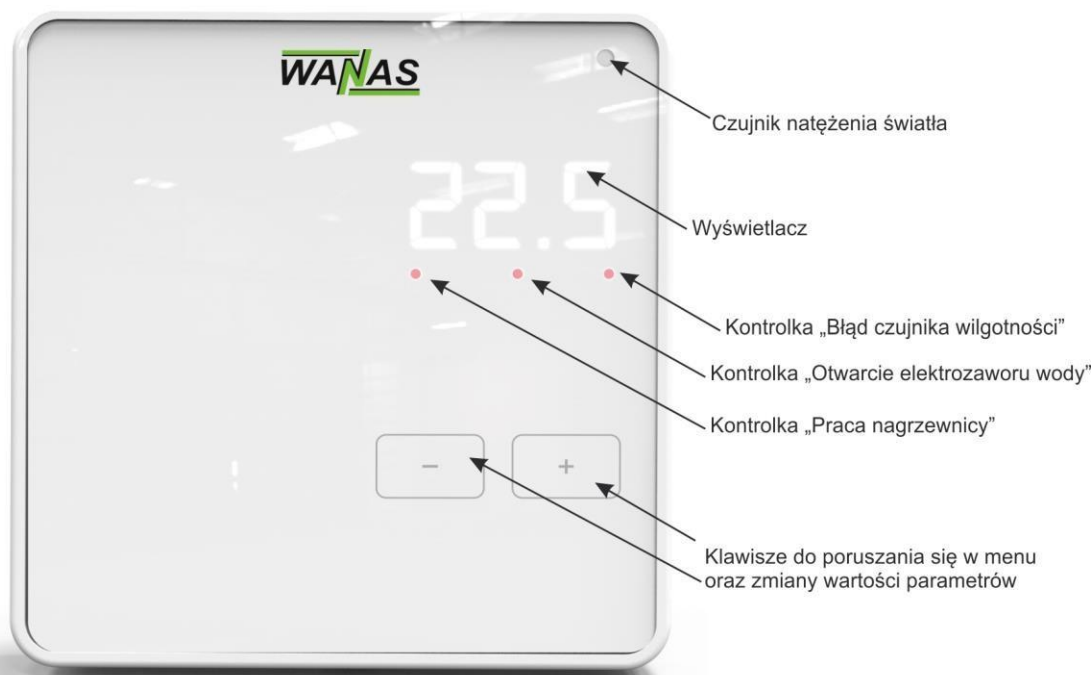 WANAS
Czujnik natężenia światła
22.5
Wyświetlacz
Kontrolka „Błąd czujnika wilgotności”
Kontrolka „Otwarcie elektrozaworu wody”
Kontrolka „Praca nagrzewnicy”
- +
Klawisze do poruszania się w menu
oraz zmiany wartości parametrów